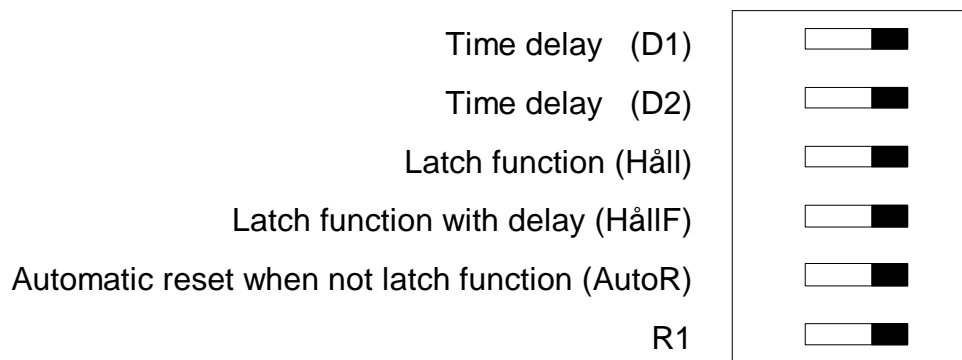 Time delay (D1)
Time delay (D2)
Latch function (Håll)
Latch function with delay (HållF)
Automatic reset when not latch function (AutoR)
R1